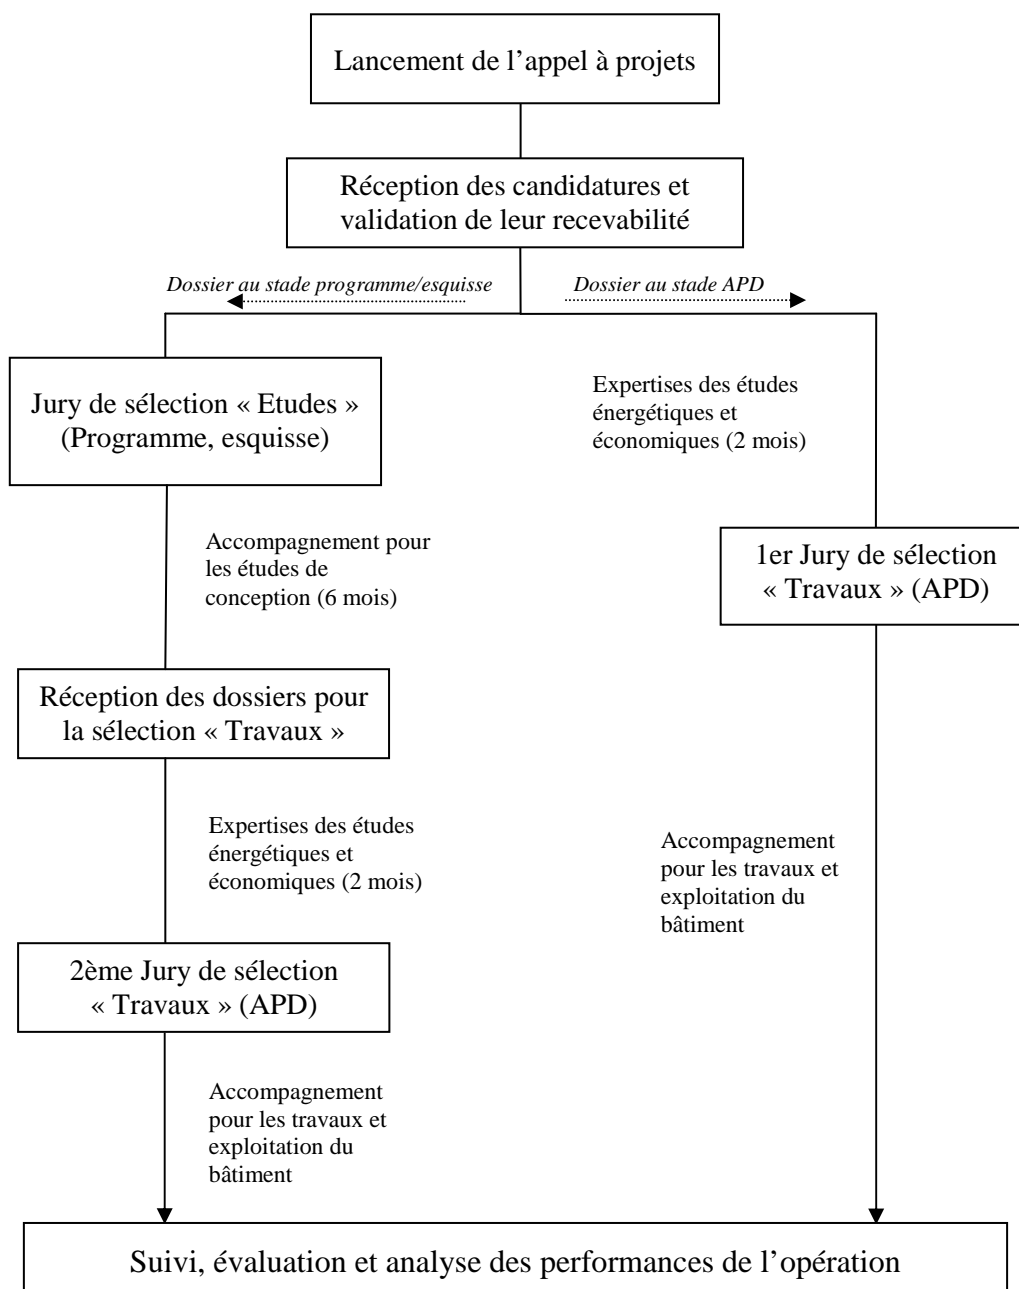 Lancement de l’appel à projets
Réception des candidatures et
validation de leur recevabilité
Dossier au stade programme/esquisse
Dossier au stade APD
Jury de sélection « Etudes »
(Programme, esquisse)
Expertises des études
énergétiques et
économiques (2 mois)
Accompagnement pour
les études de
conception (6 mois)
1er Jury de sélection
« Travaux » (APD)
Réception des dossiers pour
la sélection « Travaux »
Expertises des études
énergétiques et
économiques (2 mois)
Accompagnement
pour les travaux et
exploitation du
bâtiment
2ème Jury de sélection
« Travaux » (APD)
Accompagnement
pour les travaux et
exploitation du
bâtiment
Suivi, évaluation et analyse des performances de l’opération